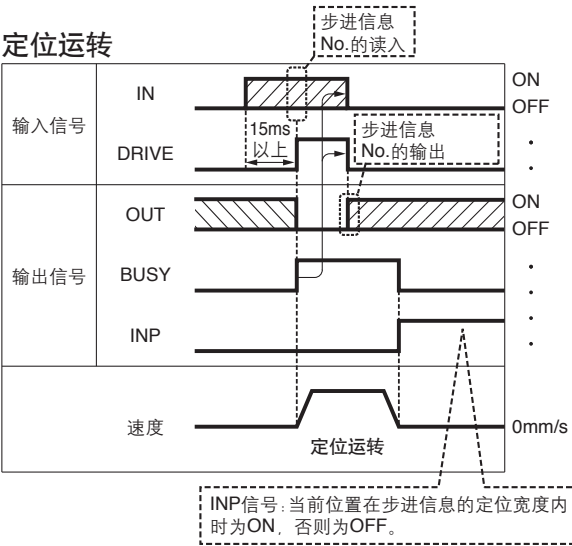 定位运转
步进信息
No.的读入
输入信号
IN
ON
OFF
15ms
以上
DRIVE
步进信息
No.的输出
输出信号
OUT
ON
OFF
BUSY
INP
速度
定位运转
0mm/s
INP信号:当前位置在步进信息的定位宽度内
时为ON，否则为OFF。